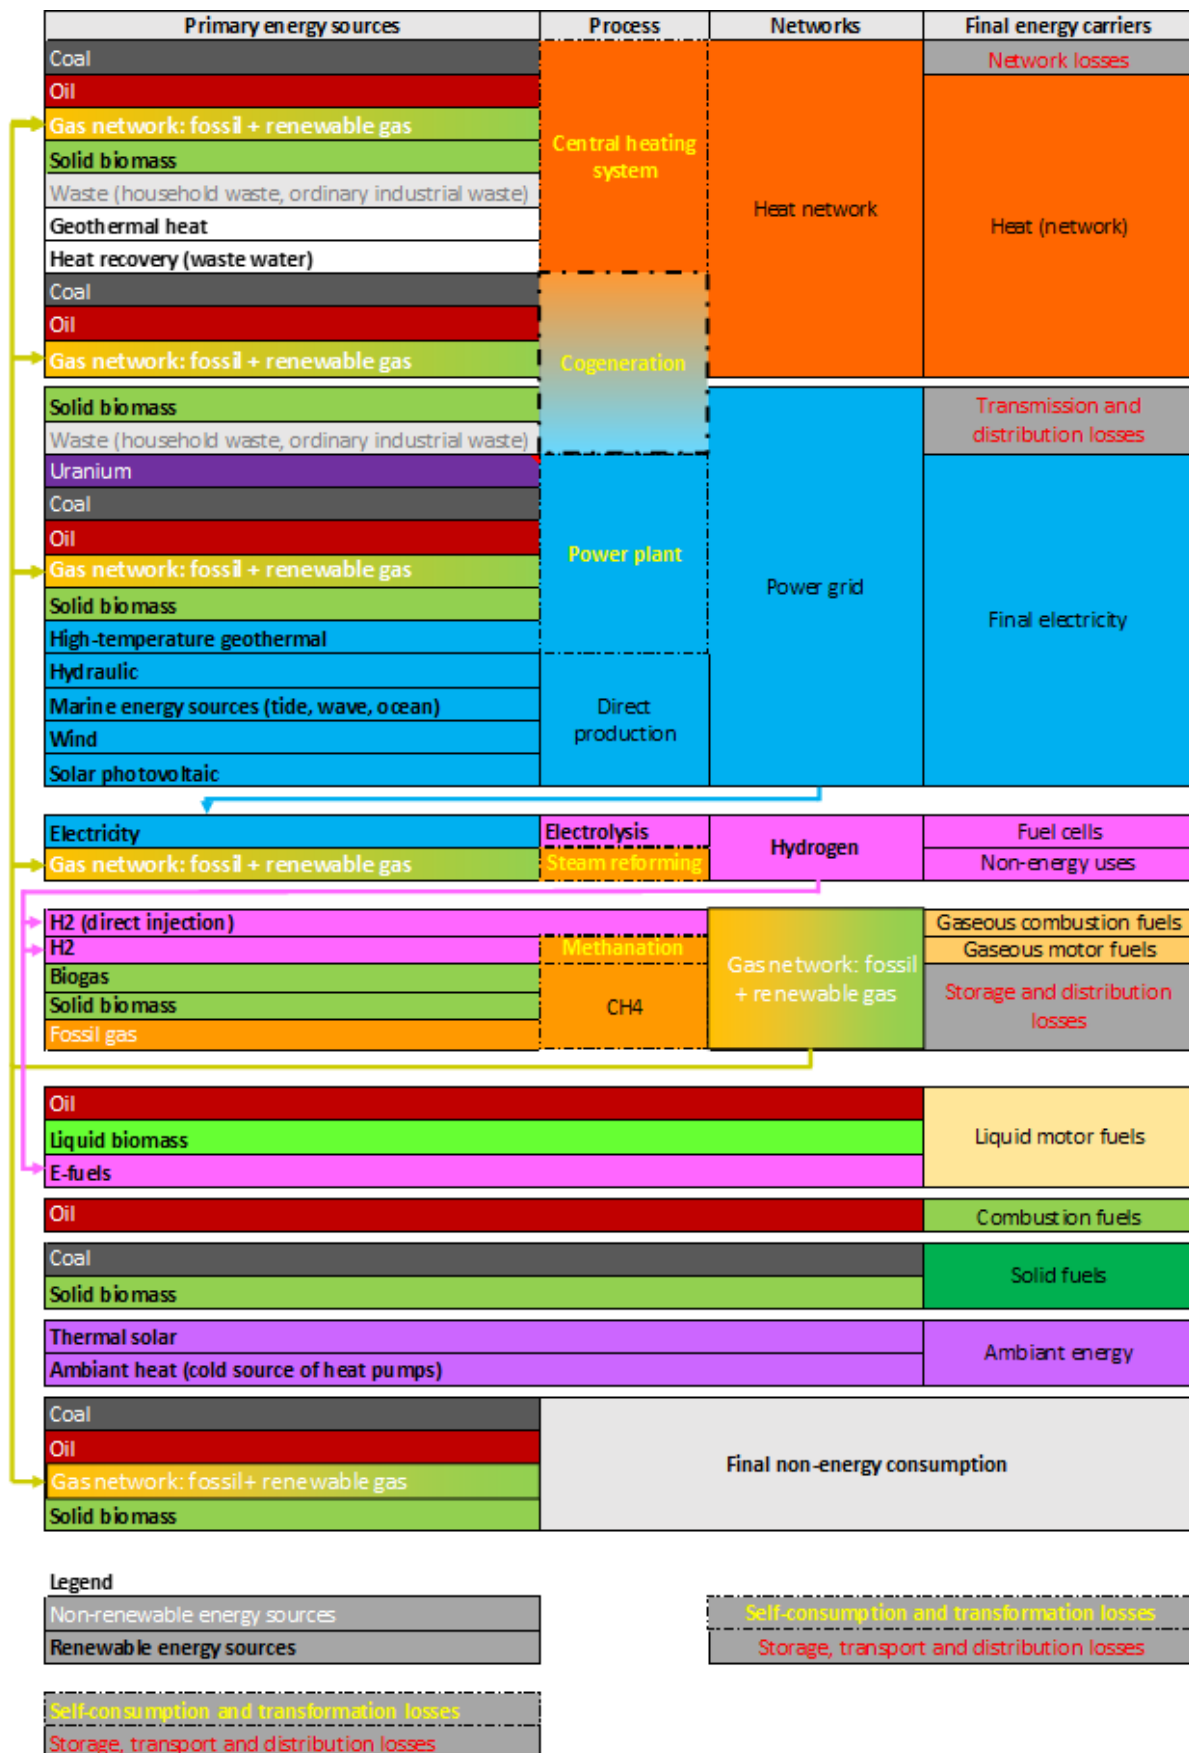 Primary energy sources Process Networks Final energy carriers
Coal
Network losses
Oil
Gas network: fossil + renewable gas
Solid biomass
Waste (household waste, ordinary industrial waste)
Geothermal heat
Heat recovery (waste water)
Central heating
system
Heat network
Heat (network)
Coal
Oil
Gas network: fossil + renewable gas
Cogeneration
Solid biomass
Waste (household waste, ordinary industrial waste)
Transmission and
distribution losses
Uranium
Coal
Oil
Gas network: fossil + renewable gas
Solid biomass
High-temperature geothermal
Power plant
Power grid
Final electricity
Hydraulic
Marine energy sources (tide, wave, ocean)
Wind
Solar photovoltaic
Direct
production
Electricity
Electrolysis
Hydrogen
Fuel cells
Gas network: fossil + renewable gas
Steam reforming
Non-energy uses
H2 (direct injection)
Gaseous combustion fuels
H2
Methanation
Gaseous motor fuels
Gas network: fossil
+ renewable gas
Biogas
Solid biomass
Fossil gas
CH4
Storage and distribution
losses
Oil
Liquid biomass
E-fuels
Liquid motor fuels
Oil
Combustion fuels
Coal
Solid biomass
Solid fuels
Thermal solar
Ambiant heat (cold source of heat pumps)
Ambiant energy
Coal
Oil
Gas network: fossil+ renewable gas
Solid biomass
Final non-energy consumption
Legend
Non-renewable energy sources
Renewable energy sources
Self-consumption and transformation losses
Storage, transport and distribution losses
Self-consumption and transformation losses
Storage, transport and distribution losses